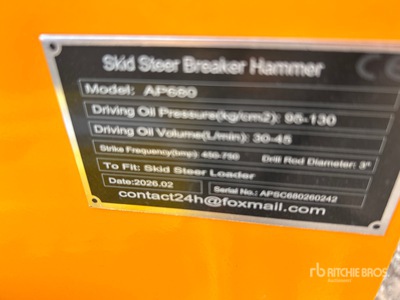 Skid Steer Breaker Hammer
CE
Model: AP680
Driving Oil Pressure(kg/cm2): 95-130
Driving Oil Volume(L/min): 30-45
Strike Frequency(bmp): 450-750 Drill Rod Diameter: 3"
To Fit: Skid Steer Loader
Date:2026.02 Serial No.: APSC680260242
contact24h@foxmail.com
rb RITCHIE BROS.